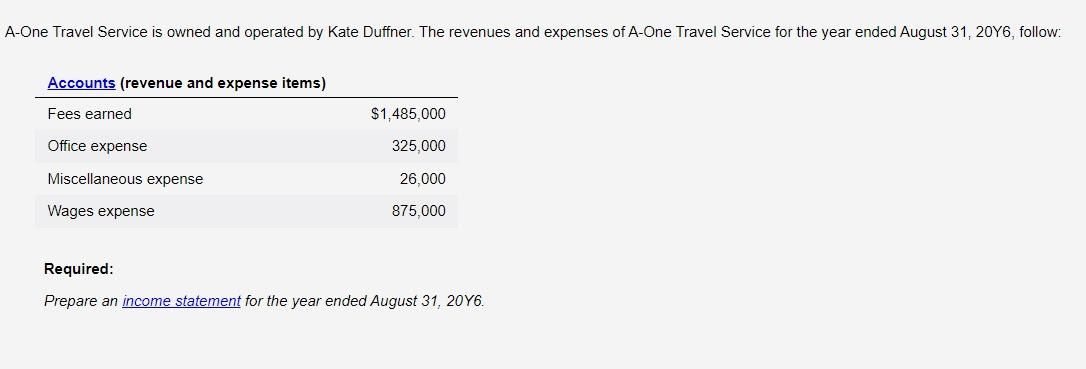 A-One Travel Service is owned and operated by Kate Duffner. The revenues and expenses of A-One Travel Service for the year ended August 31, 20Y6, follow:
Accounts (revenue and expense items)
Fees earned $1,485,000
Office expense 325,000
Miscellaneous expense 26,000
Wages expense 875,000
Required:
Prepare an income statement for the year ended August 31, 20Y6.